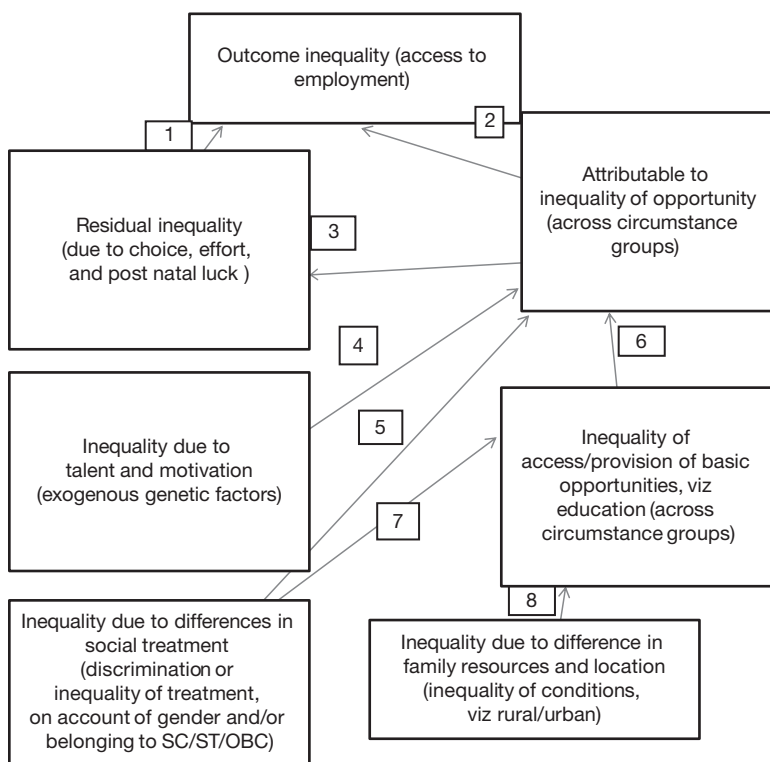 Outcome inequality (access to
employment)
1
2
Residual inequality
(due to choice, effort,
and post natal luck )
3
Attributable to
inequality of opportunity
(across circumstance
groups)
4
5
6
Inequality due to
talent and motivation
(exogenous genetic factors)
Inequality of
access/provision of basic
opportunities, viz
education (across
circumstance groups)
7
8
Inequality due to differences in
social treatment
(discrimination or
inequality of treatment,
on account of gender and/or
belonging to SC/ST/OBC)
Inequality due to difference in
family resources and location
(inequality of conditions,
viz rural/urban)